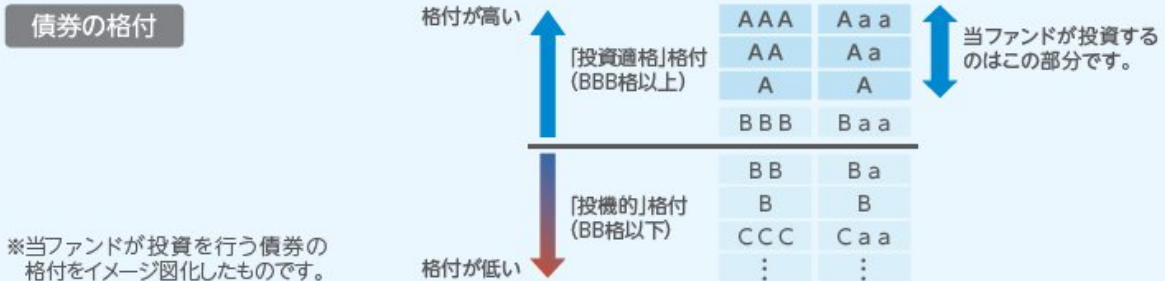 債券の格付
格付が高い
「投資適格」格付
(BBB格以上)
AAA Aaa
AA Aa
A A
BBB Baa
当ファンドが投資する
のはこの部分です。
「投機的」格付
(BB格以下)
BB Ba
B B
CCC Caa
⋮ ⋮
格付が低い
※当ファンドが投資を行う債券の
格付をイメージ図化したものです。